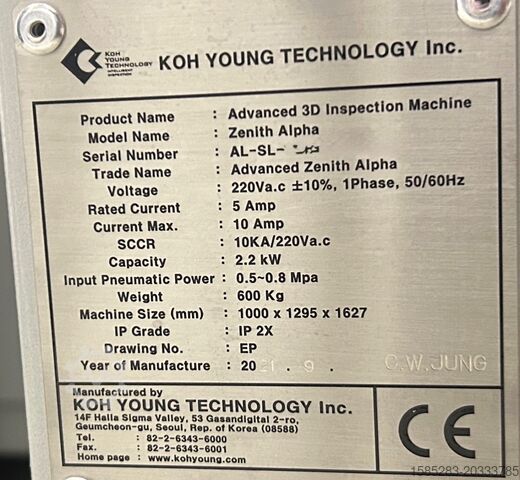 KOH
YOUNG
TECHNOLOGY
INTELLIGENT
INSPECTION
KOH YOUNG TECHNOLOGY Inc.
Product Name : Advanced 3D Inspection Machine
Model Name : Zenith Alpha
Serial Number : AL-SL-
Trade Name : Advanced Zenith Alpha
Voltage : 220Va.c ±10%, 1Phase, 50/60Hz
Rated Current : 5 Amp
Current Max. : 10 Amp
SCCR : 10KA/220Va.c
Capacity : 2.2 kW
Input Pneumatic Power : 0.5~0.8 Mpa
Weight : 600 Kg
Machine Size (mm) : 1000 x 1295 x 1627
IP Grade : IP 2X
Drawing No. : EP
Year of Manufacture : 20 21 . 9 . C.W.JUNG
Manufactured by
KOH YOUNG TECHNOLOGY Inc.
14F Halla Sigma Valley, 53 Gasandigital 2-ro,
Geumcheon-gu, Seoul, Rep. of Korea (08588)
Tel. : 82-2-6343-6000
Fax. : 82-2-6343-6001
Home page : www.kohyoung.com
CE
1585283-20333785